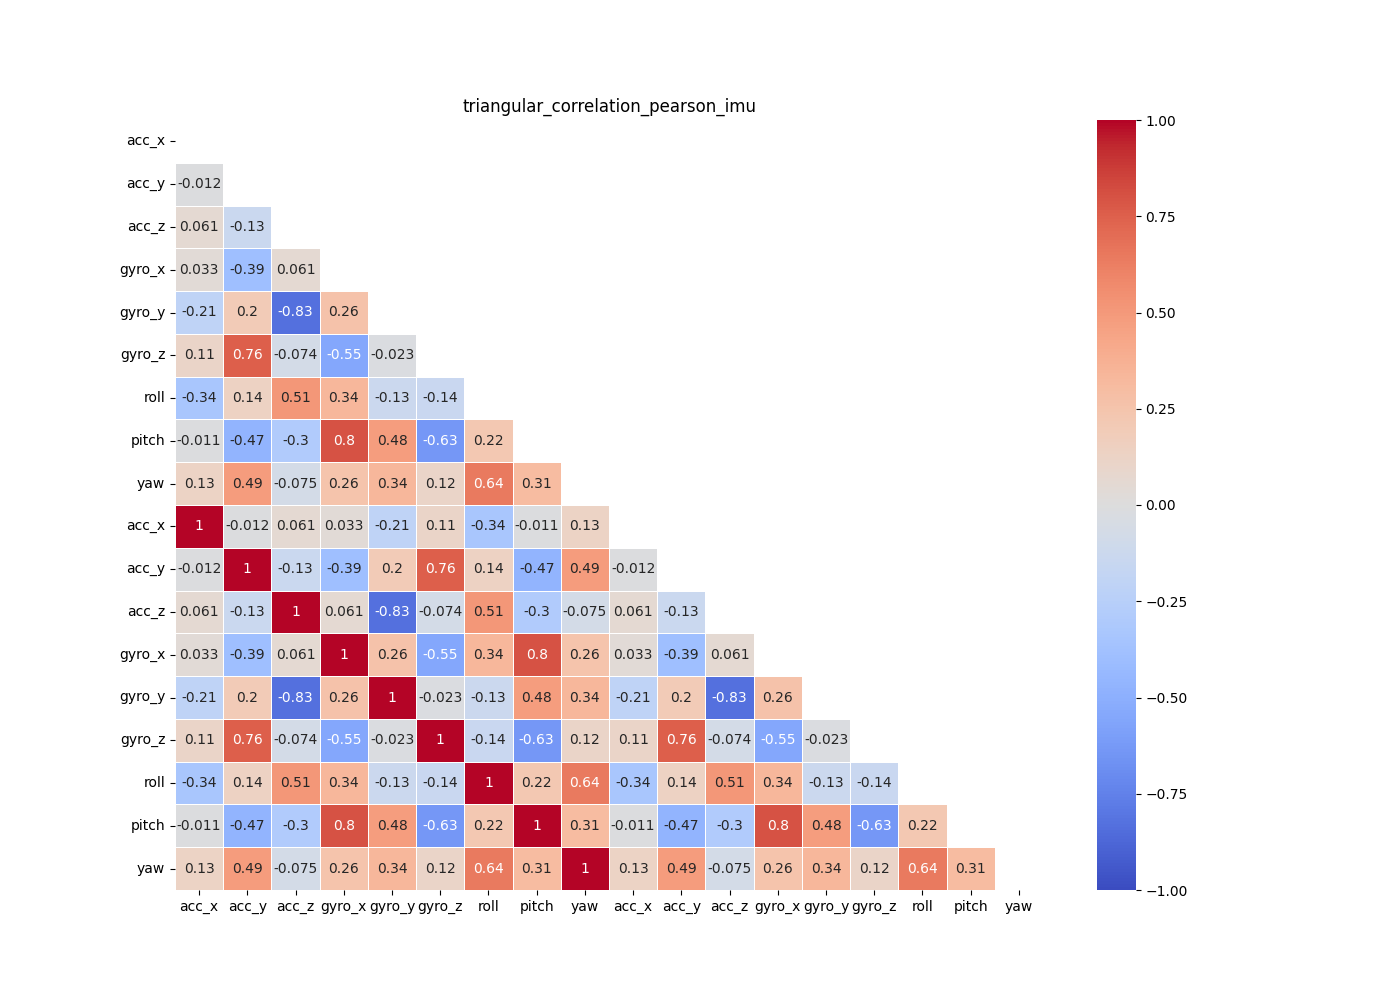 triangular_correlation_pearson_imu
acc_x
acc_y -0.012
acc_z 0.061 -0.13
gyro_x 0.033 -0.39 0.061
gyro_y -0.21 0.2 -0.83 0.26
gyro_z 0.11 0.76 -0.074 -0.55 -0.023
roll -0.34 0.14 0.51 0.34 -0.13 -0.14
pitch -0.011 -0.47 -0.3 0.8 0.48 -0.63 0.22
yaw 0.13 0.49 -0.075 0.26 0.34 0.12 0.64 0.31
acc_x 1 -0.012 0.061 0.033 -0.21 0.11 -0.34 -0.011 0.13
acc_y -0.012 1 -0.13 -0.39 0.2 0.76 0.14 -0.47 0.49 -0.012
acc_z 0.061 -0.13 1 0.061 -0.83 -0.074 0.51 -0.3 -0.075 0.061 -0.13
gyro_x 0.033 -0.39 0.061 1 0.26 -0.55 0.34 0.8 0.26 0.033 -0.39 0.061
gyro_y -0.21 0.2 -0.83 0.26 1 -0.023 -0.13 0.48 0.34 -0.21 0.2 -0.83 0.26
gyro_z 0.11 0.76 -0.074 -0.55 -0.023 1 -0.14 -0.63 0.12 0.11 0.76 -0.074 -0.55 -0.023
roll -0.34 0.14 0.51 0.34 -0.13 -0.14 1 0.22 0.64 -0.34 0.14 0.51 0.34 -0.13 -0.14
pitch -0.011 -0.47 -0.3 0.8 0.48 -0.63 0.22 1 0.31 -0.011 -0.47 -0.3 0.8 0.48 -0.63 0.22
yaw 0.13 0.49 -0.075 0.26 0.34 0.12 0.64 0.31 1 0.13 0.49 -0.075 0.26 0.34 0.12 0.64 0.31
acc_x acc_y acc_z gyro_x gyro_y gyro_z roll pitch yaw acc_x acc_y acc_z gyro_x gyro_y gyro_z roll pitch yaw
1.00
0.75
0.50
0.25
0.00
−0.25
−0.50
−0.75
−1.00